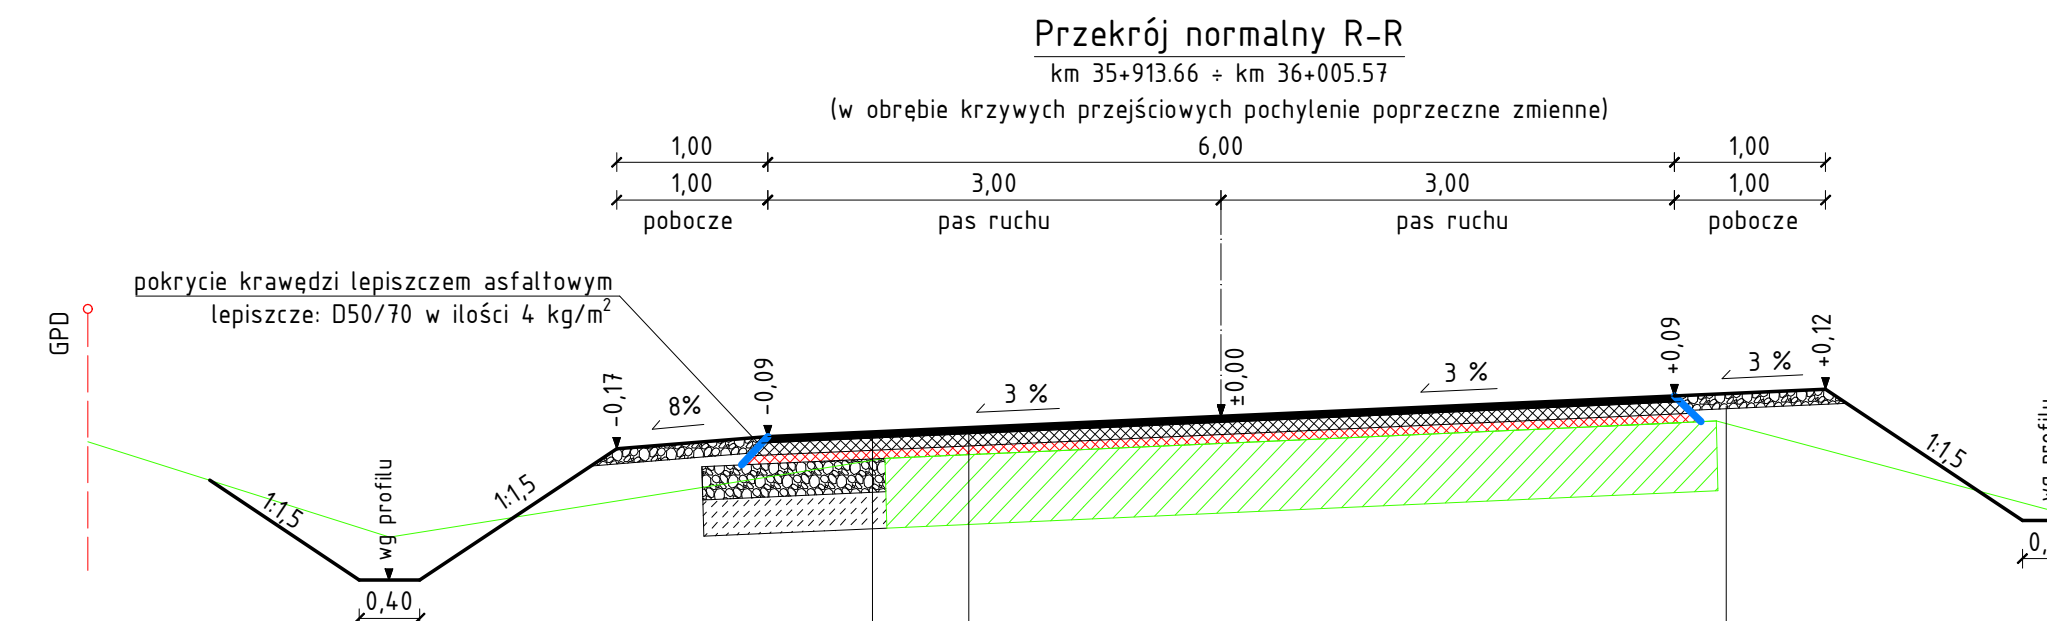 Przekrój normalny R-R
km 35+913.66 ÷ km 36+005.57
(w obrębie krzywych przejściowych pochylenie poprzeczne zmienne)
1,00 6,00 1,00
1,00 3,00 3,00 1,00
pobocze pas ruchu pas ruchu pobocze
pokrycie krawędzi lepiszczem asfaltowym
lepiszcze: D50/70 w ilości 4 kg/m²
GPD
-0,17
-0,09
±0,00
+0,09
+0,12
8%
3 %
3 %
3 %
1:1,5
wg profilu
1:1,5
1:1,5
wg profilu
0,40
0,